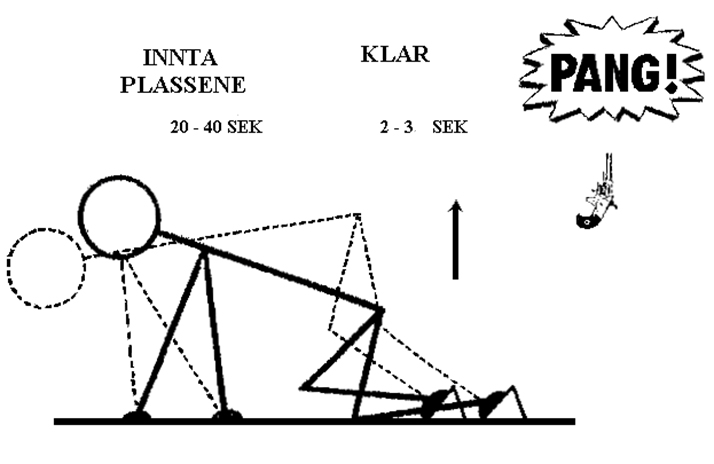 INNTA
PLASSENE
KLAR
PANG!
20 - 40 SEK
2 - 3 SEK